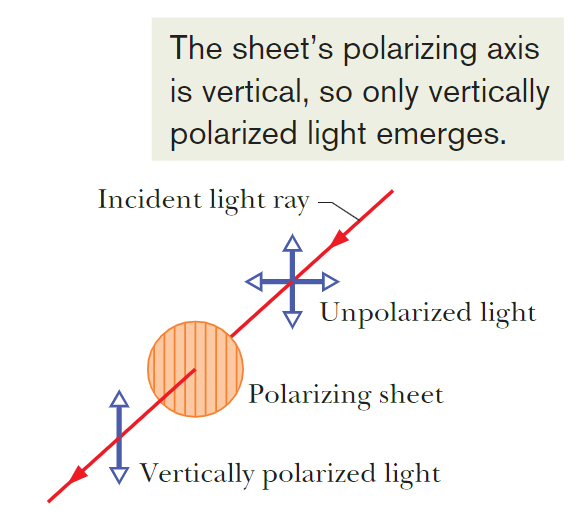 The sheet's polarizing axis
is vertical, so only vertically
polarized light emerges.
Incident light ray
Unpolarized light
Polarizing sheet
Vertically polarized light